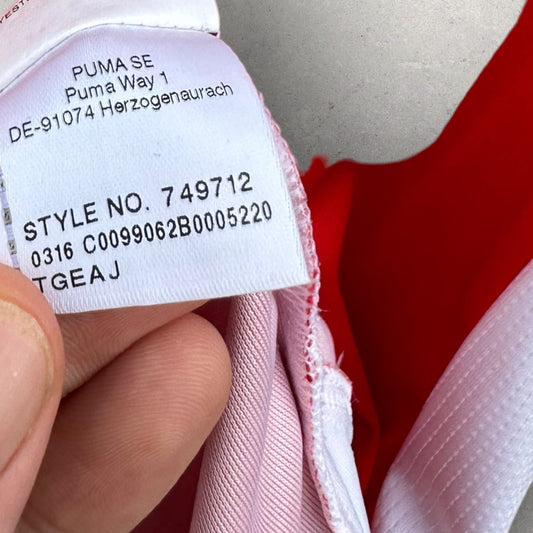 PUMA SE
Puma Way 1
DE-91074 Herzogenaurach
STYLE NO. 749712
0316 C0099062B0005220
TGEAJ